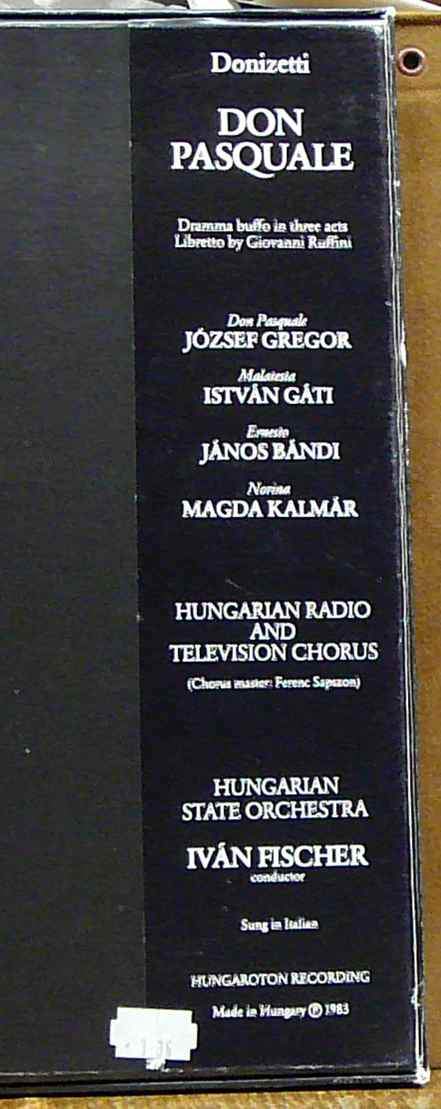 Donizetti
DON
PASQUALE
Dramma buffo in three acts
Libretto by Giovanni Ruffini
Don Pasquale
JÓZSEF GREGOR
Malatesta
ISTVÁN GÁTI
Ernesto
JÁNOS BÁNDI
Norina
MAGDA KALMÁR
HUNGARIAN RADIO
AND
TELEVISION CHORUS
(Chorus master: Ferenc Sapszon)
HUNGARIAN
STATE ORCHESTRA
IVÁN FISCHER
conductor
Sung in Italian
HUNGAROTON RECORDING
Made in Hungary Ⓟ 1983